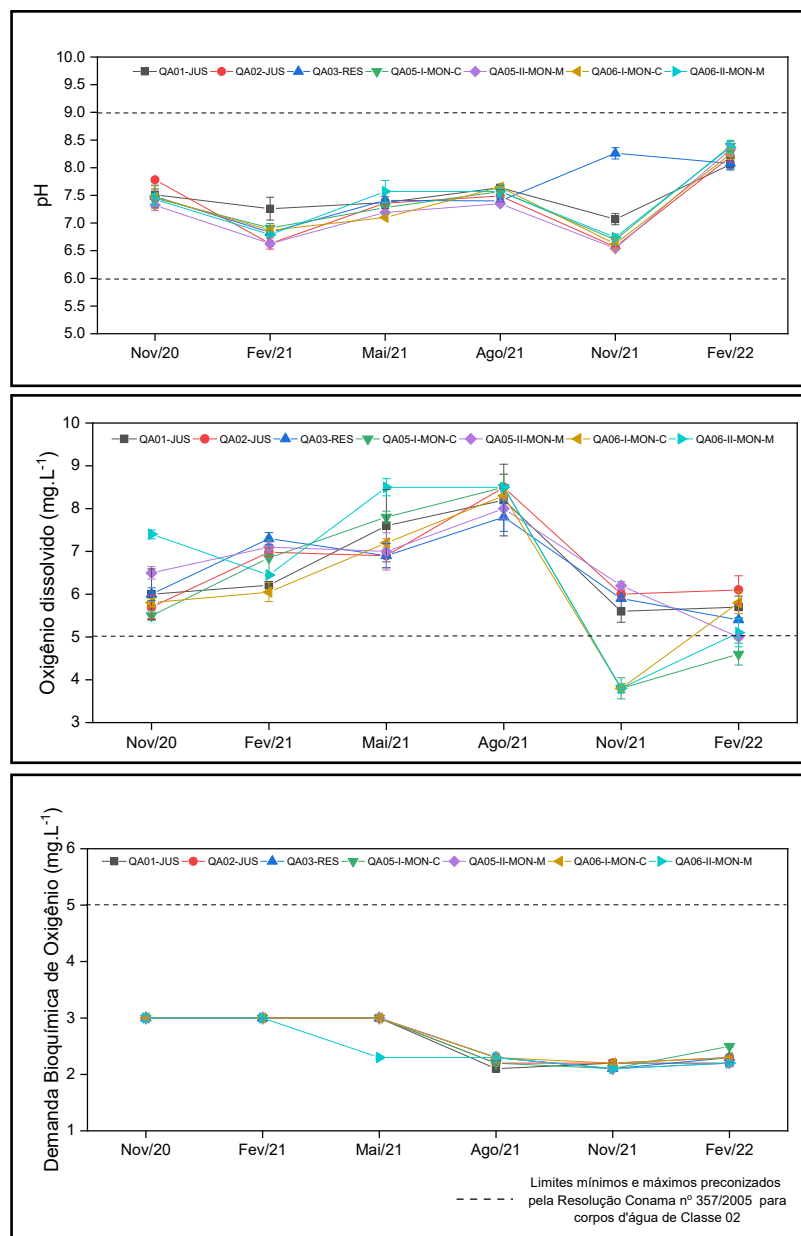 10.0
9.5
9.0
8.5
8.0
7.5
7.0
6.5
6.0
5.5
5.0
pH
QA01-JUS QA02-JUS QA03-RES QA05-I-MON-C QA05-II-MON-M QA06-I-MON-C QA06-II-MON-M
Nov/20 Fev/21 Mai/21 Ago/21 Nov/21 Fev/22
10
9
8
7
6
5
4
3
Oxigênio dissolvido (mg.L⁻¹)
QA01-JUS QA02-JUS QA03-RES QA05-I-MON-C QA05-II-MON-M QA06-I-MON-C QA06-II-MON-M
Nov/20 Fev/21 Mai/21 Ago/21 Nov/21 Fev/22
6
5
4
3
2
1
Demanda Bioquímica de Oxigênio (mg.L⁻¹)
QA01-JUS QA02-JUS QA03-RES QA05-I-MON-C QA05-II-MON-M QA06-I-MON-C QA06-II-MON-M
Nov/20 Fev/21 Mai/21 Ago/21 Nov/21 Fev/22
Limites mínimos e máximos preconizados
pela Resolução Conama nº 357/2005 para
corpos d'água de Classe 02